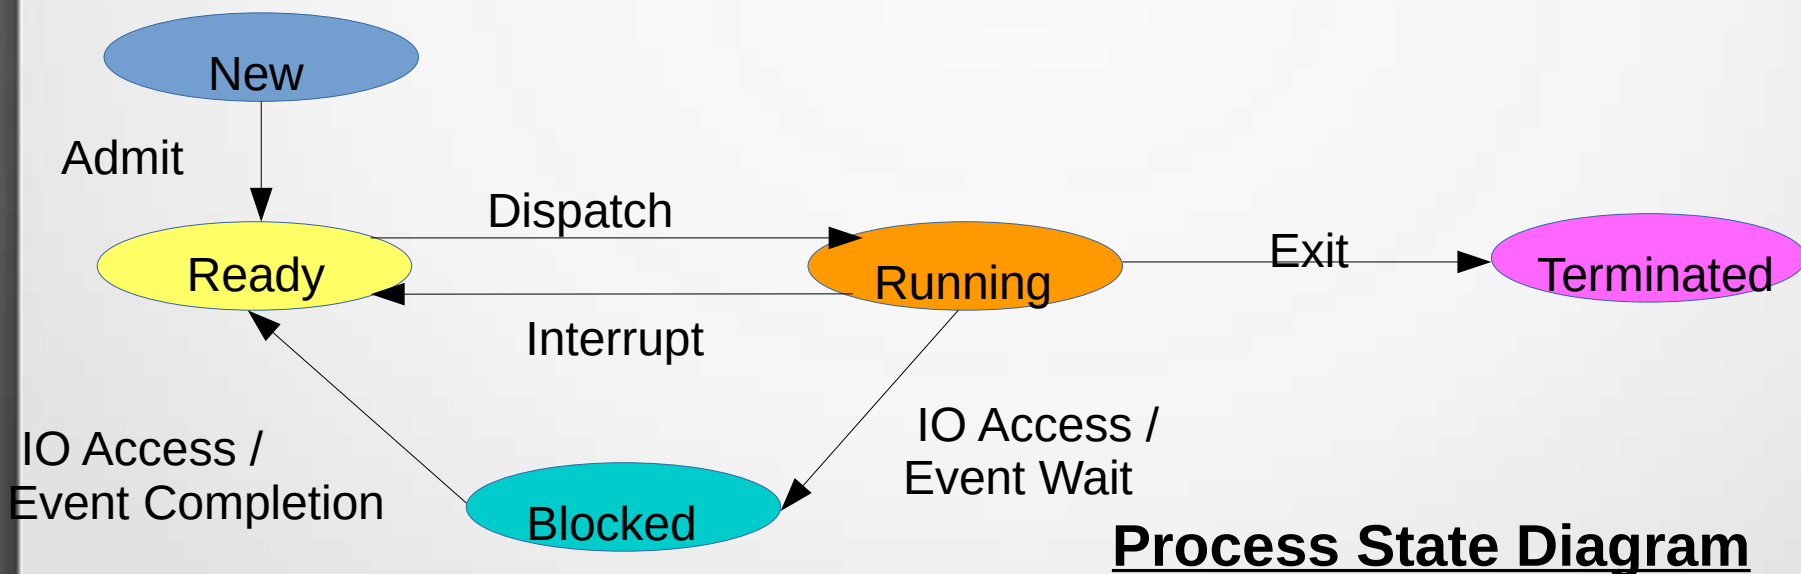 New
Admit
Dispatch
Ready
Running
Exit
Terminated
Interrupt
IO Access /
Event Completion
IO Access /
Event Wait
Blocked
Process State Diagram